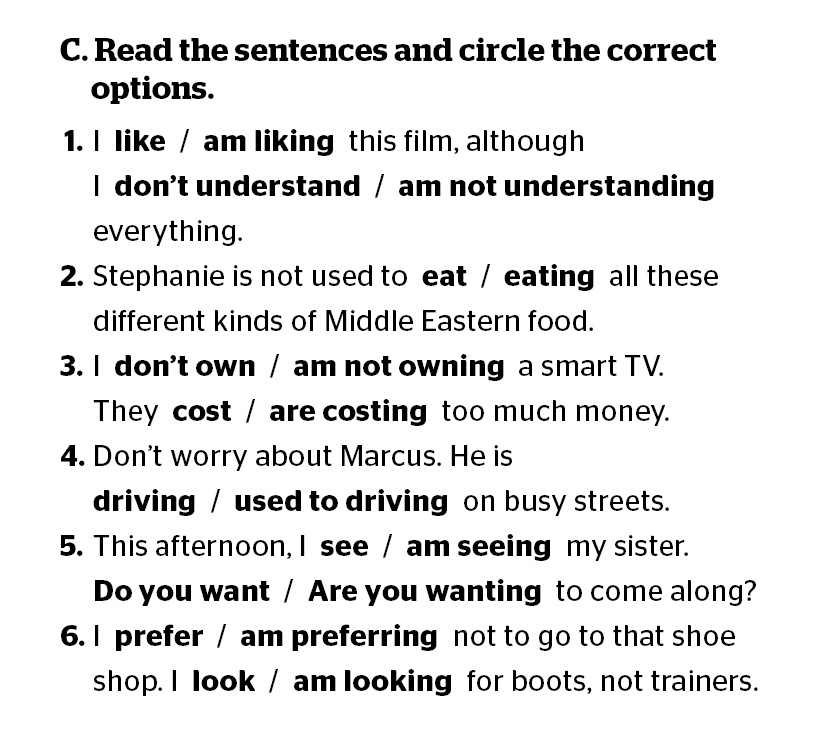 C. Read the sentences and circle the correct
options.
1. I like / am liking this film, although
I don’t understand / am not understanding
everything.
2. Stephanie is not used to eat / eating all these
different kinds of Middle Eastern food.
3. I don’t own / am not owning a smart TV.
They cost / are costing too much money.
4. Don’t worry about Marcus. He is
driving / used to driving on busy streets.
5. This afternoon, I see / am seeing my sister.
Do you want / Are you wanting to come along?
6. I prefer / am preferring not to go to that shoe
shop. I look / am looking for boots, not trainers.